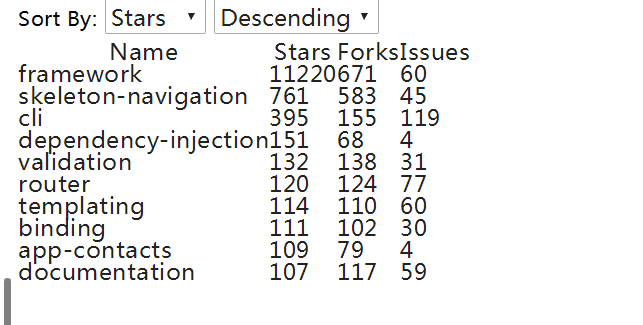 Sort By: Stars Descending
Name Stars Forks Issues
framework 11220 671 60
skeleton-navigation 761 583 45
cli 395 155 119
dependency-injection 151 68 4
validation 132 138 31
router 120 124 77
templating 114 110 60
binding 111 102 30
app-contacts 109 79 4
documentation 107 117 59